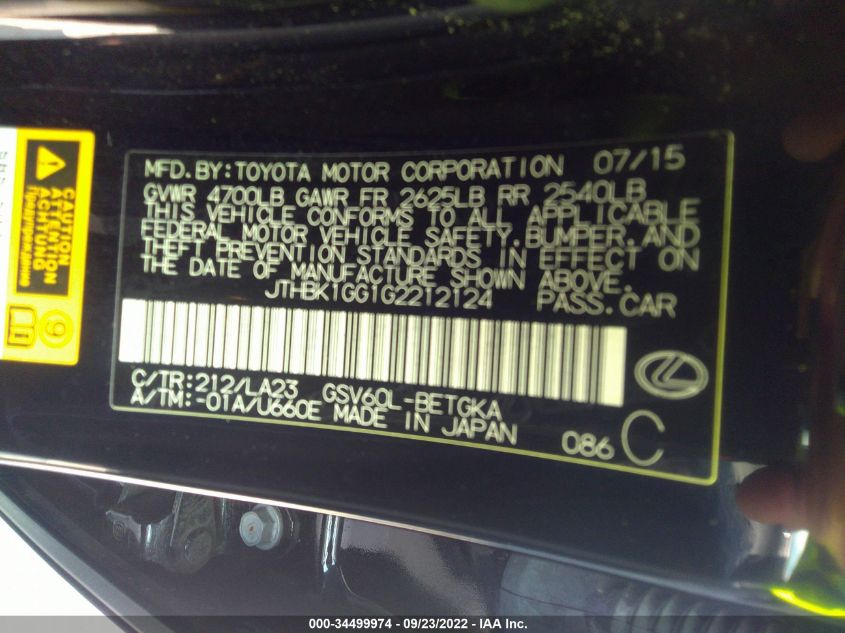 CAUTION
ATTENTION
ACHTUNG
MFD.BY:TOYOTA MOTOR CORPORATION 07/15
GVWR 4700LB GAWR FR 2625LB RR 2540LB
THIS VEHICLE CONFORMS TO ALL APPLICABLE
FEDERAL MOTOR VEHICLE SAFETY, BUMPER, AND
THEFT PREVENTION STANDARDS IN EFFECT ON
THE DATE OF MANUFACTURE SHOWN ABOVE.
JTHBK1GG1G2212124 PASS.CAR
C/TR:212/LA23 GSV60L-BETGKA
A/TM:-01A/U660E MADE IN JAPAN
086 C
000-34499974 - 09/23/2022 - IAA Inc.